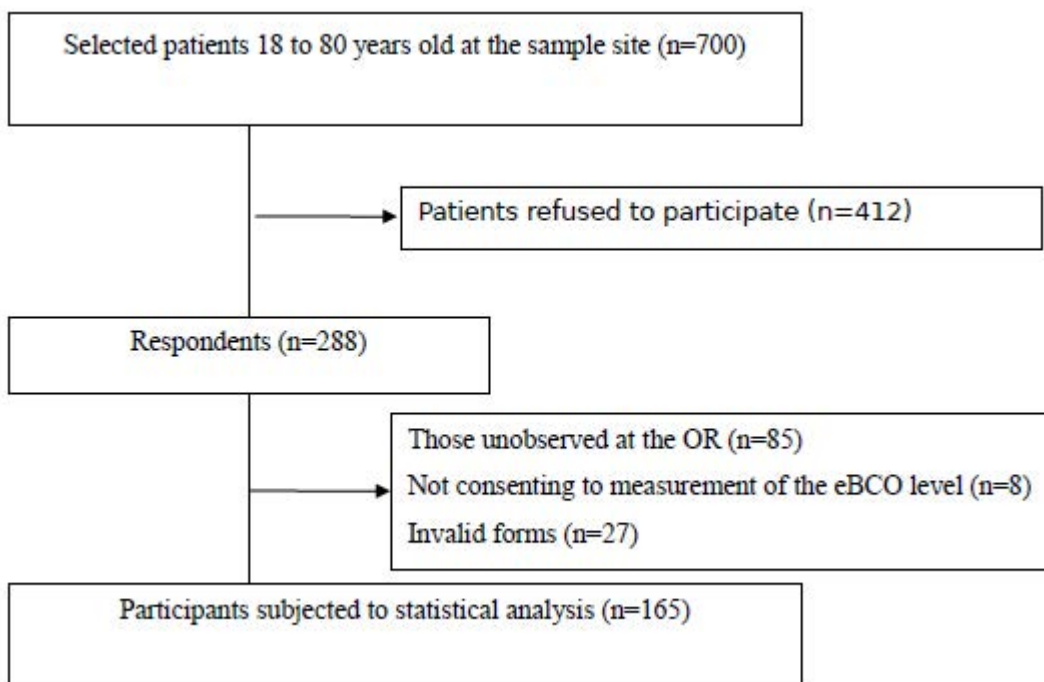 Selected patients 18 to 80 years old at the sample site (n=700)
Patients refused to participate (n=412)
Respondents (n=288)
Those unobserved at the OR (n=85)
Not consenting to measurement of the eBCO level (n=8)
Invalid forms (n=27)
Participants subjected to statistical analysis (n=165)